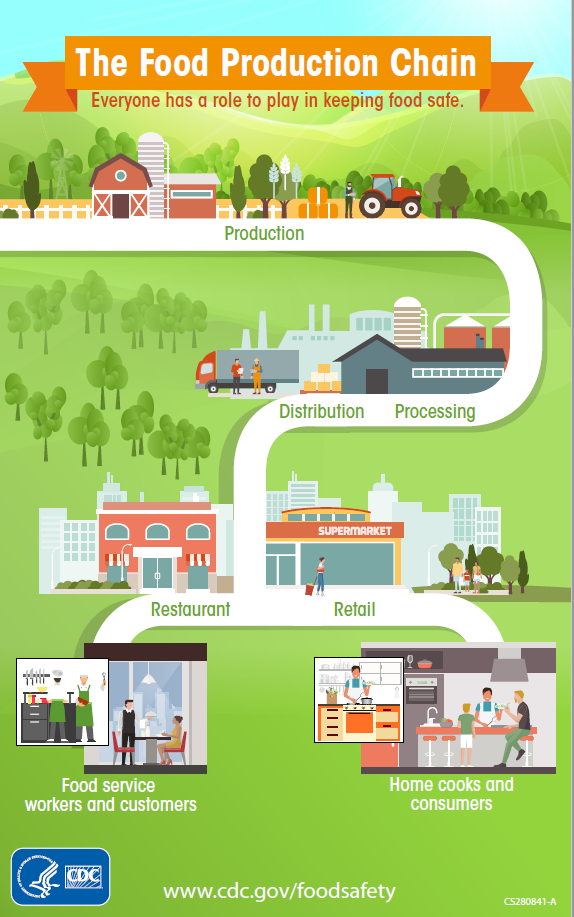 The Food Production Chain
Everyone has a role to play in keeping food safe.
Production
Distribution
Processing
SUPERMARKET
Restaurant
Retail
Food service
workers and customers
Home cooks and
consumers
CDC
www.cdc.gov/foodsafety
CS280841-A